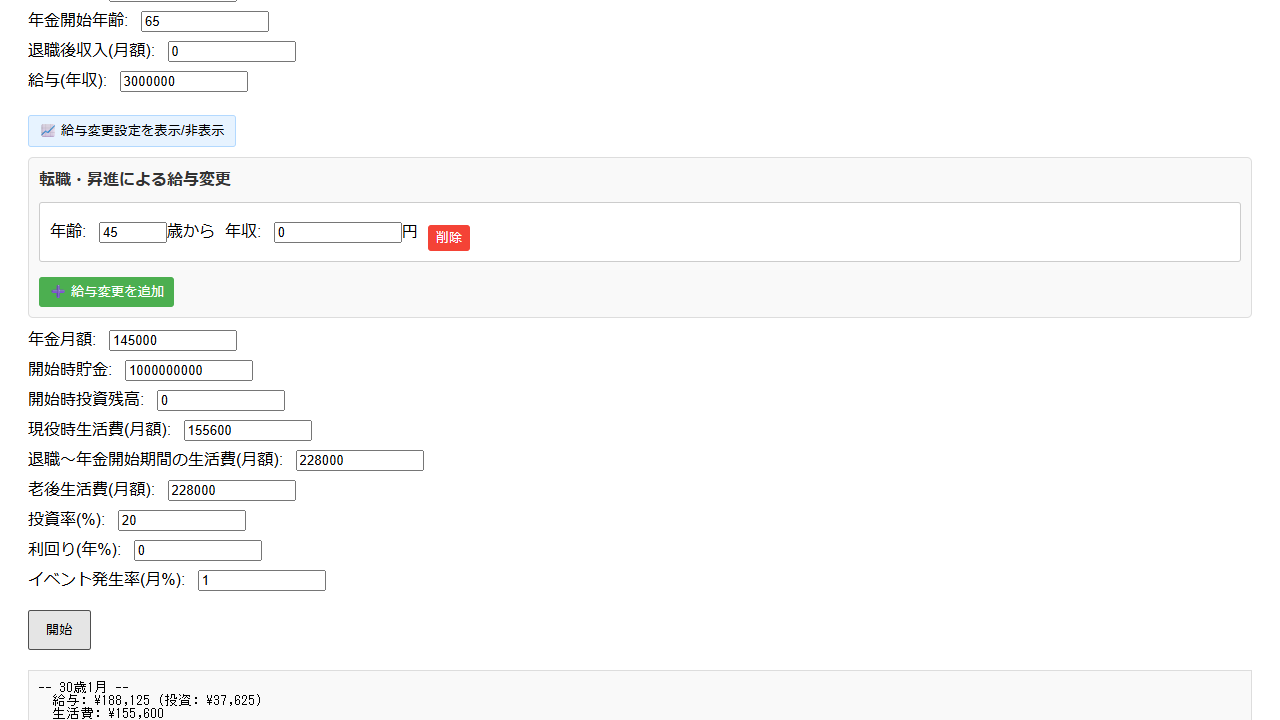 年金開始年齢: 65
退職後収入(月額): 0
給与(年収): 3000000
📈 給与変更設定を表示/非表示
転職・昇進による給与変更
年齢: 45歳から 年収: 0円 削除
➕ 給与変更を追加
年金月額: 145000
開始時貯金: 1000000000
開始時投資残高: 0
現役時生活費(月額): 155600
退職～年金開始期間の生活費(月額): 228000
老後生活費(月額): 228000
投資率(%): 20
利回り(年%): 0
イベント発生率(月%): 1
開始
-- 30歳1月 --
給与: ¥188,125 (投資: ¥37,625)
生活費: ¥155,600